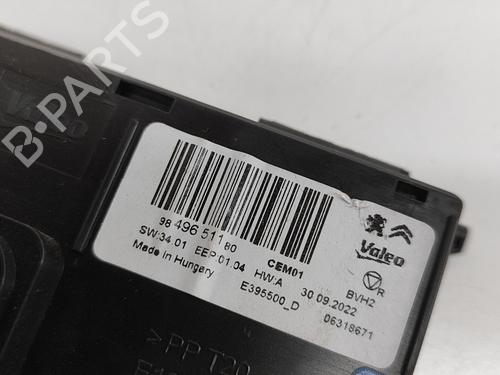 B-PARTS
Valeo
98 496 511 80
CEM01
SW:34.01 EEP:01.04 HW:A 30.09.2022
Made in Hungary
E395500_D
Valeo
BVH2
R
06318671
>PP T20